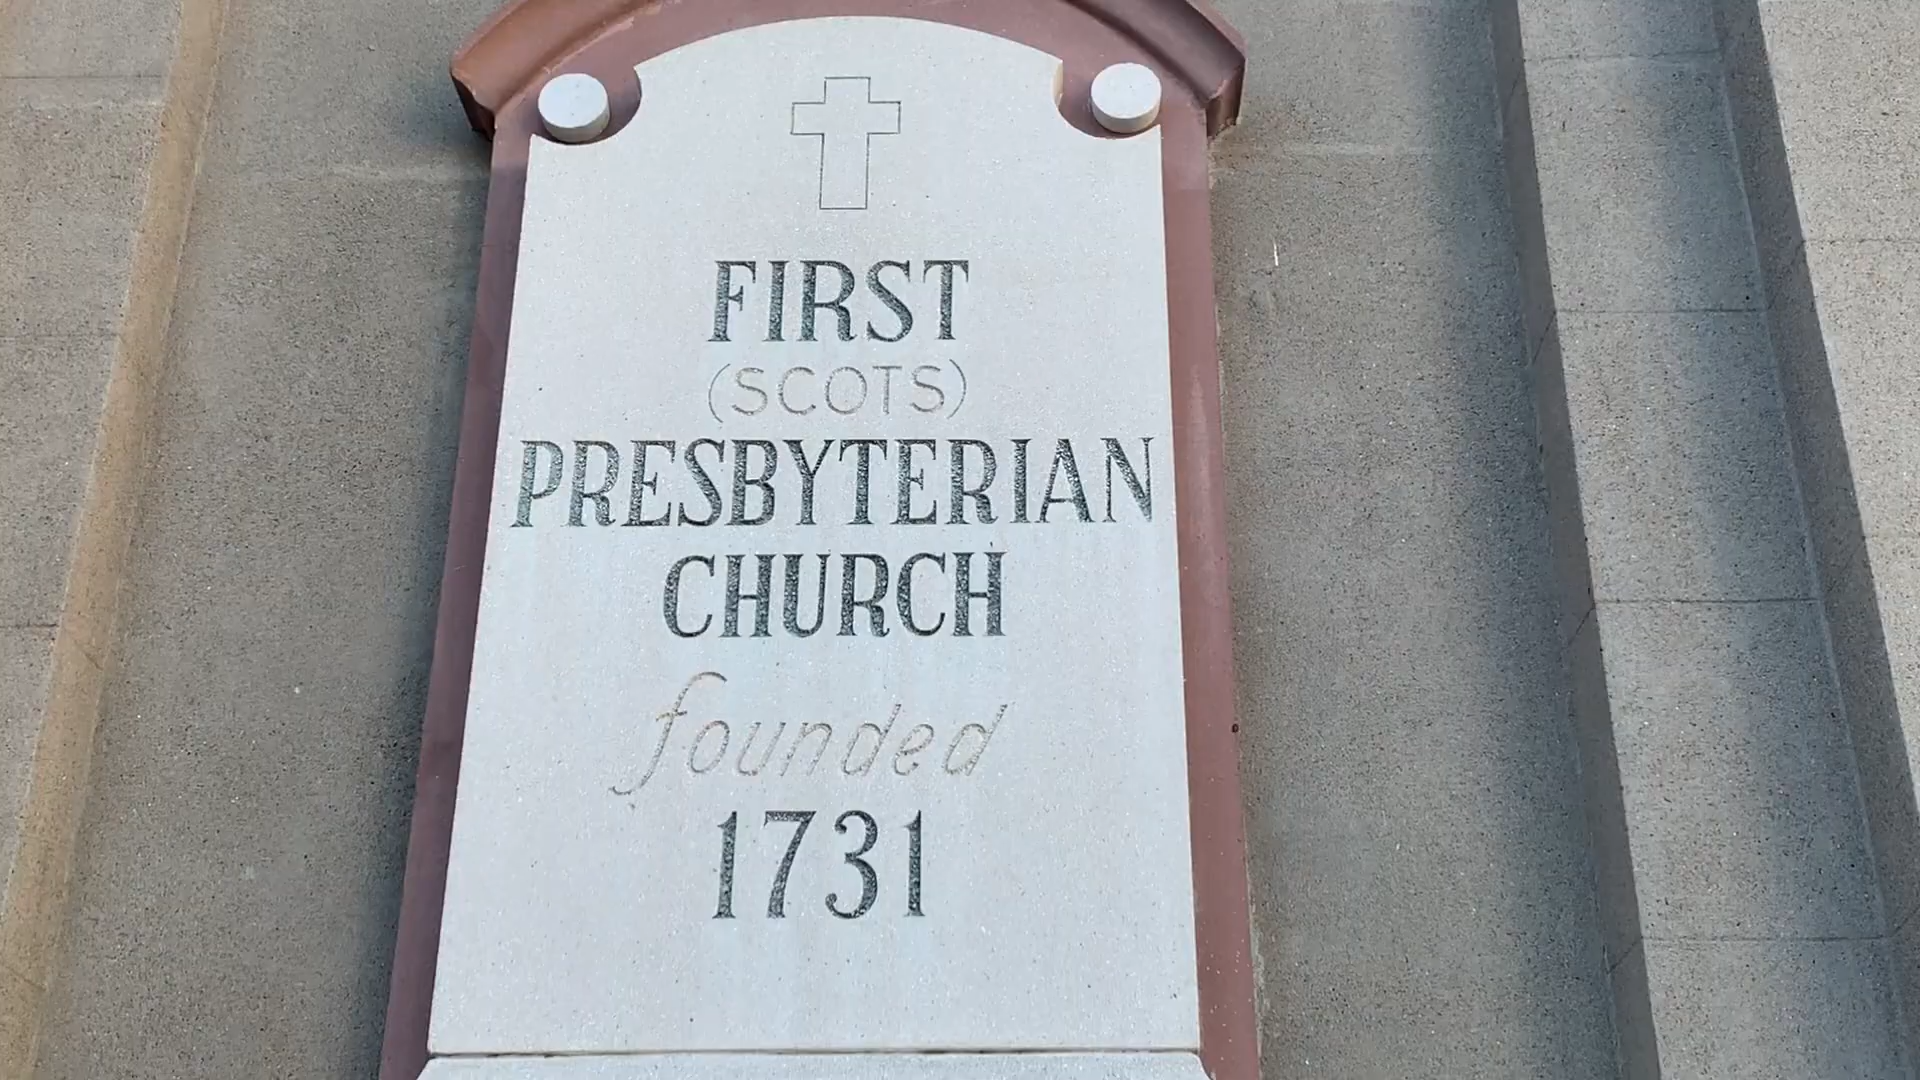 FIRST
(SCOTS)
PRESBYTERIAN
CHURCH
founded
1731